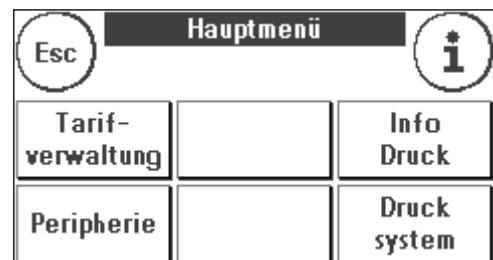 Hauptmenü
Esc
i
Tarif-
verwaltung
Info
Druck
Peripherie
Druck
system